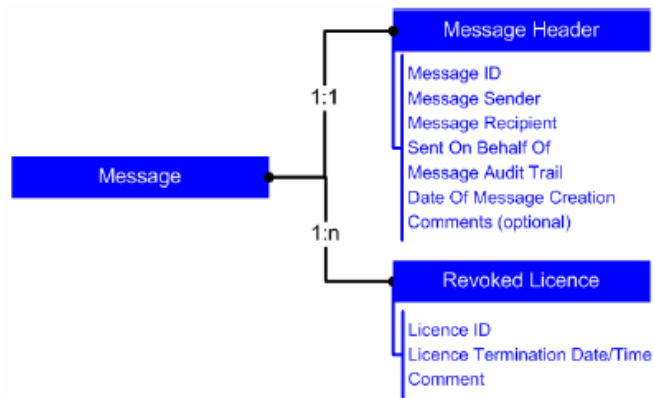 Message Header
Message ID
Message Sender
Message Recipient
Sent On Behalf Of
Message Audit Trail
Date Of Message Creation
Comments (optional)
1:1
Message
1:n
Revoked Licence
Licence ID
Licence Termination Date/Time
Comment